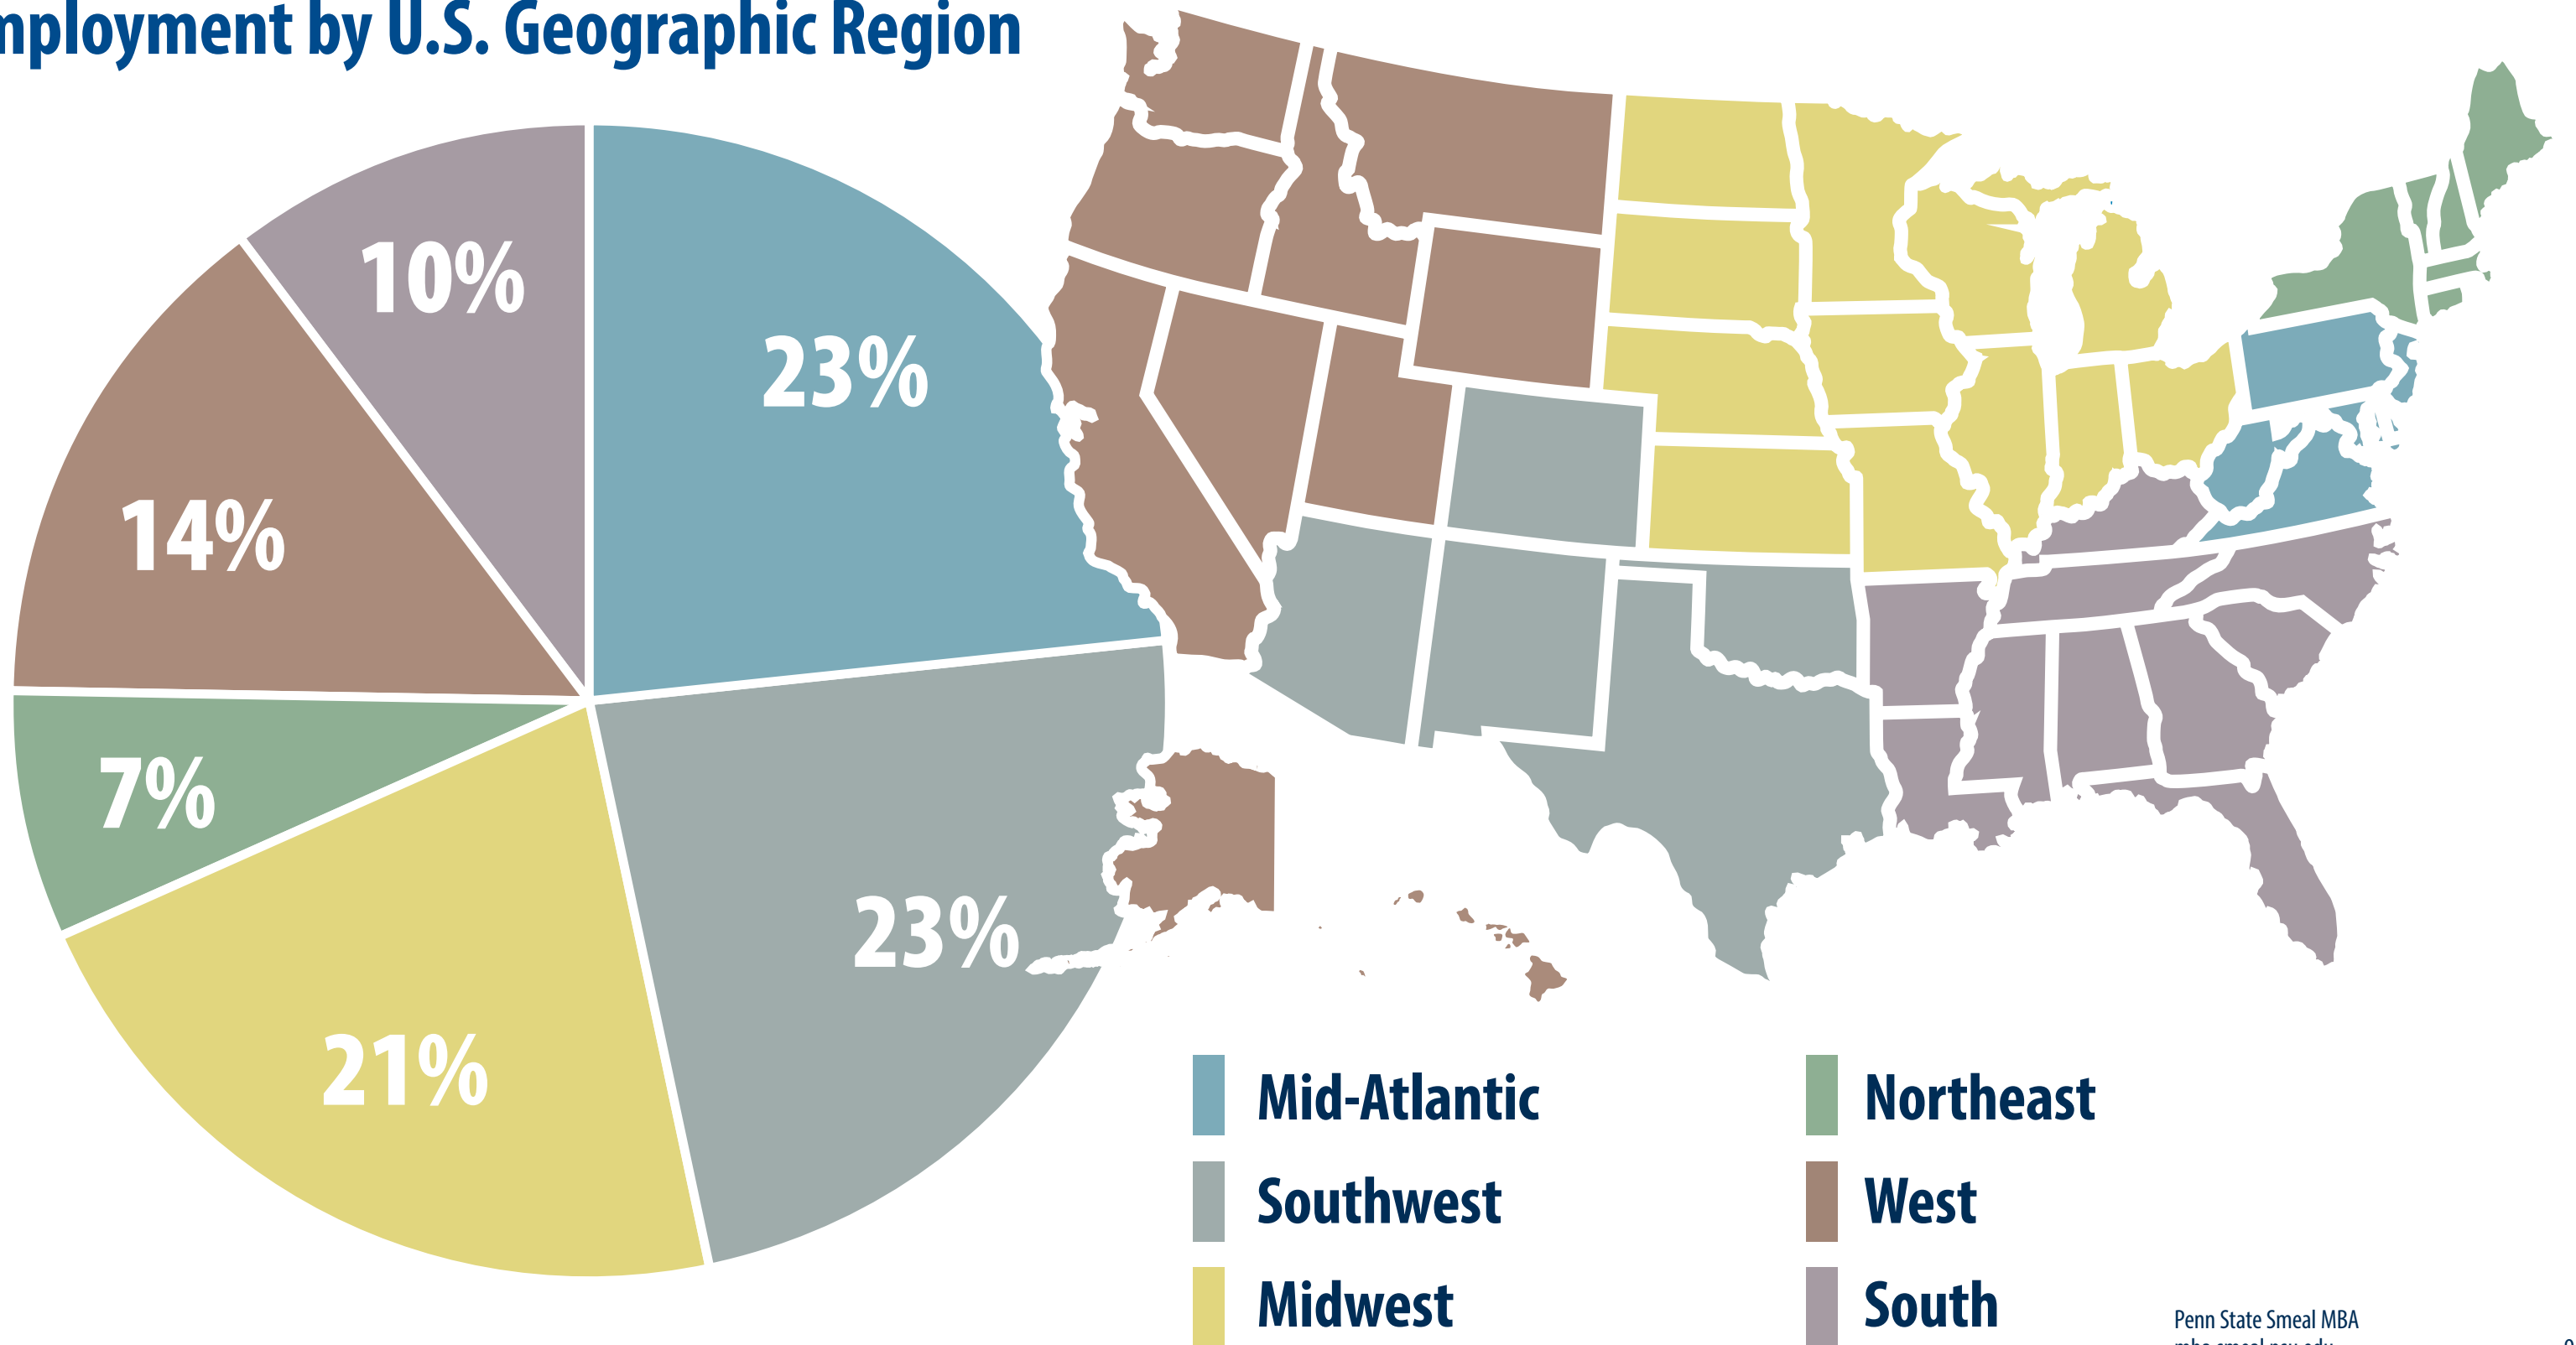 mployment by U.S. Geographic Region
10%
23%
14%
7%
23%
21%
Mid-Atlantic
Northeast
Southwest
West
Midwest
South
Penn State Smeal MBA